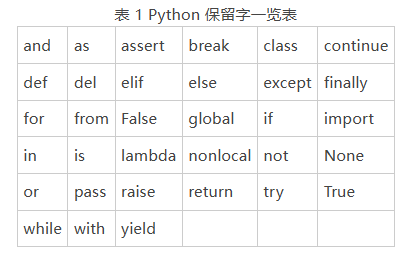 表 1 Python 保留字一览表
and as assert break class continue
def del elif else except finally
for from False global if import
in is lambda nonlocal not None
or pass raise return try True
while with yield